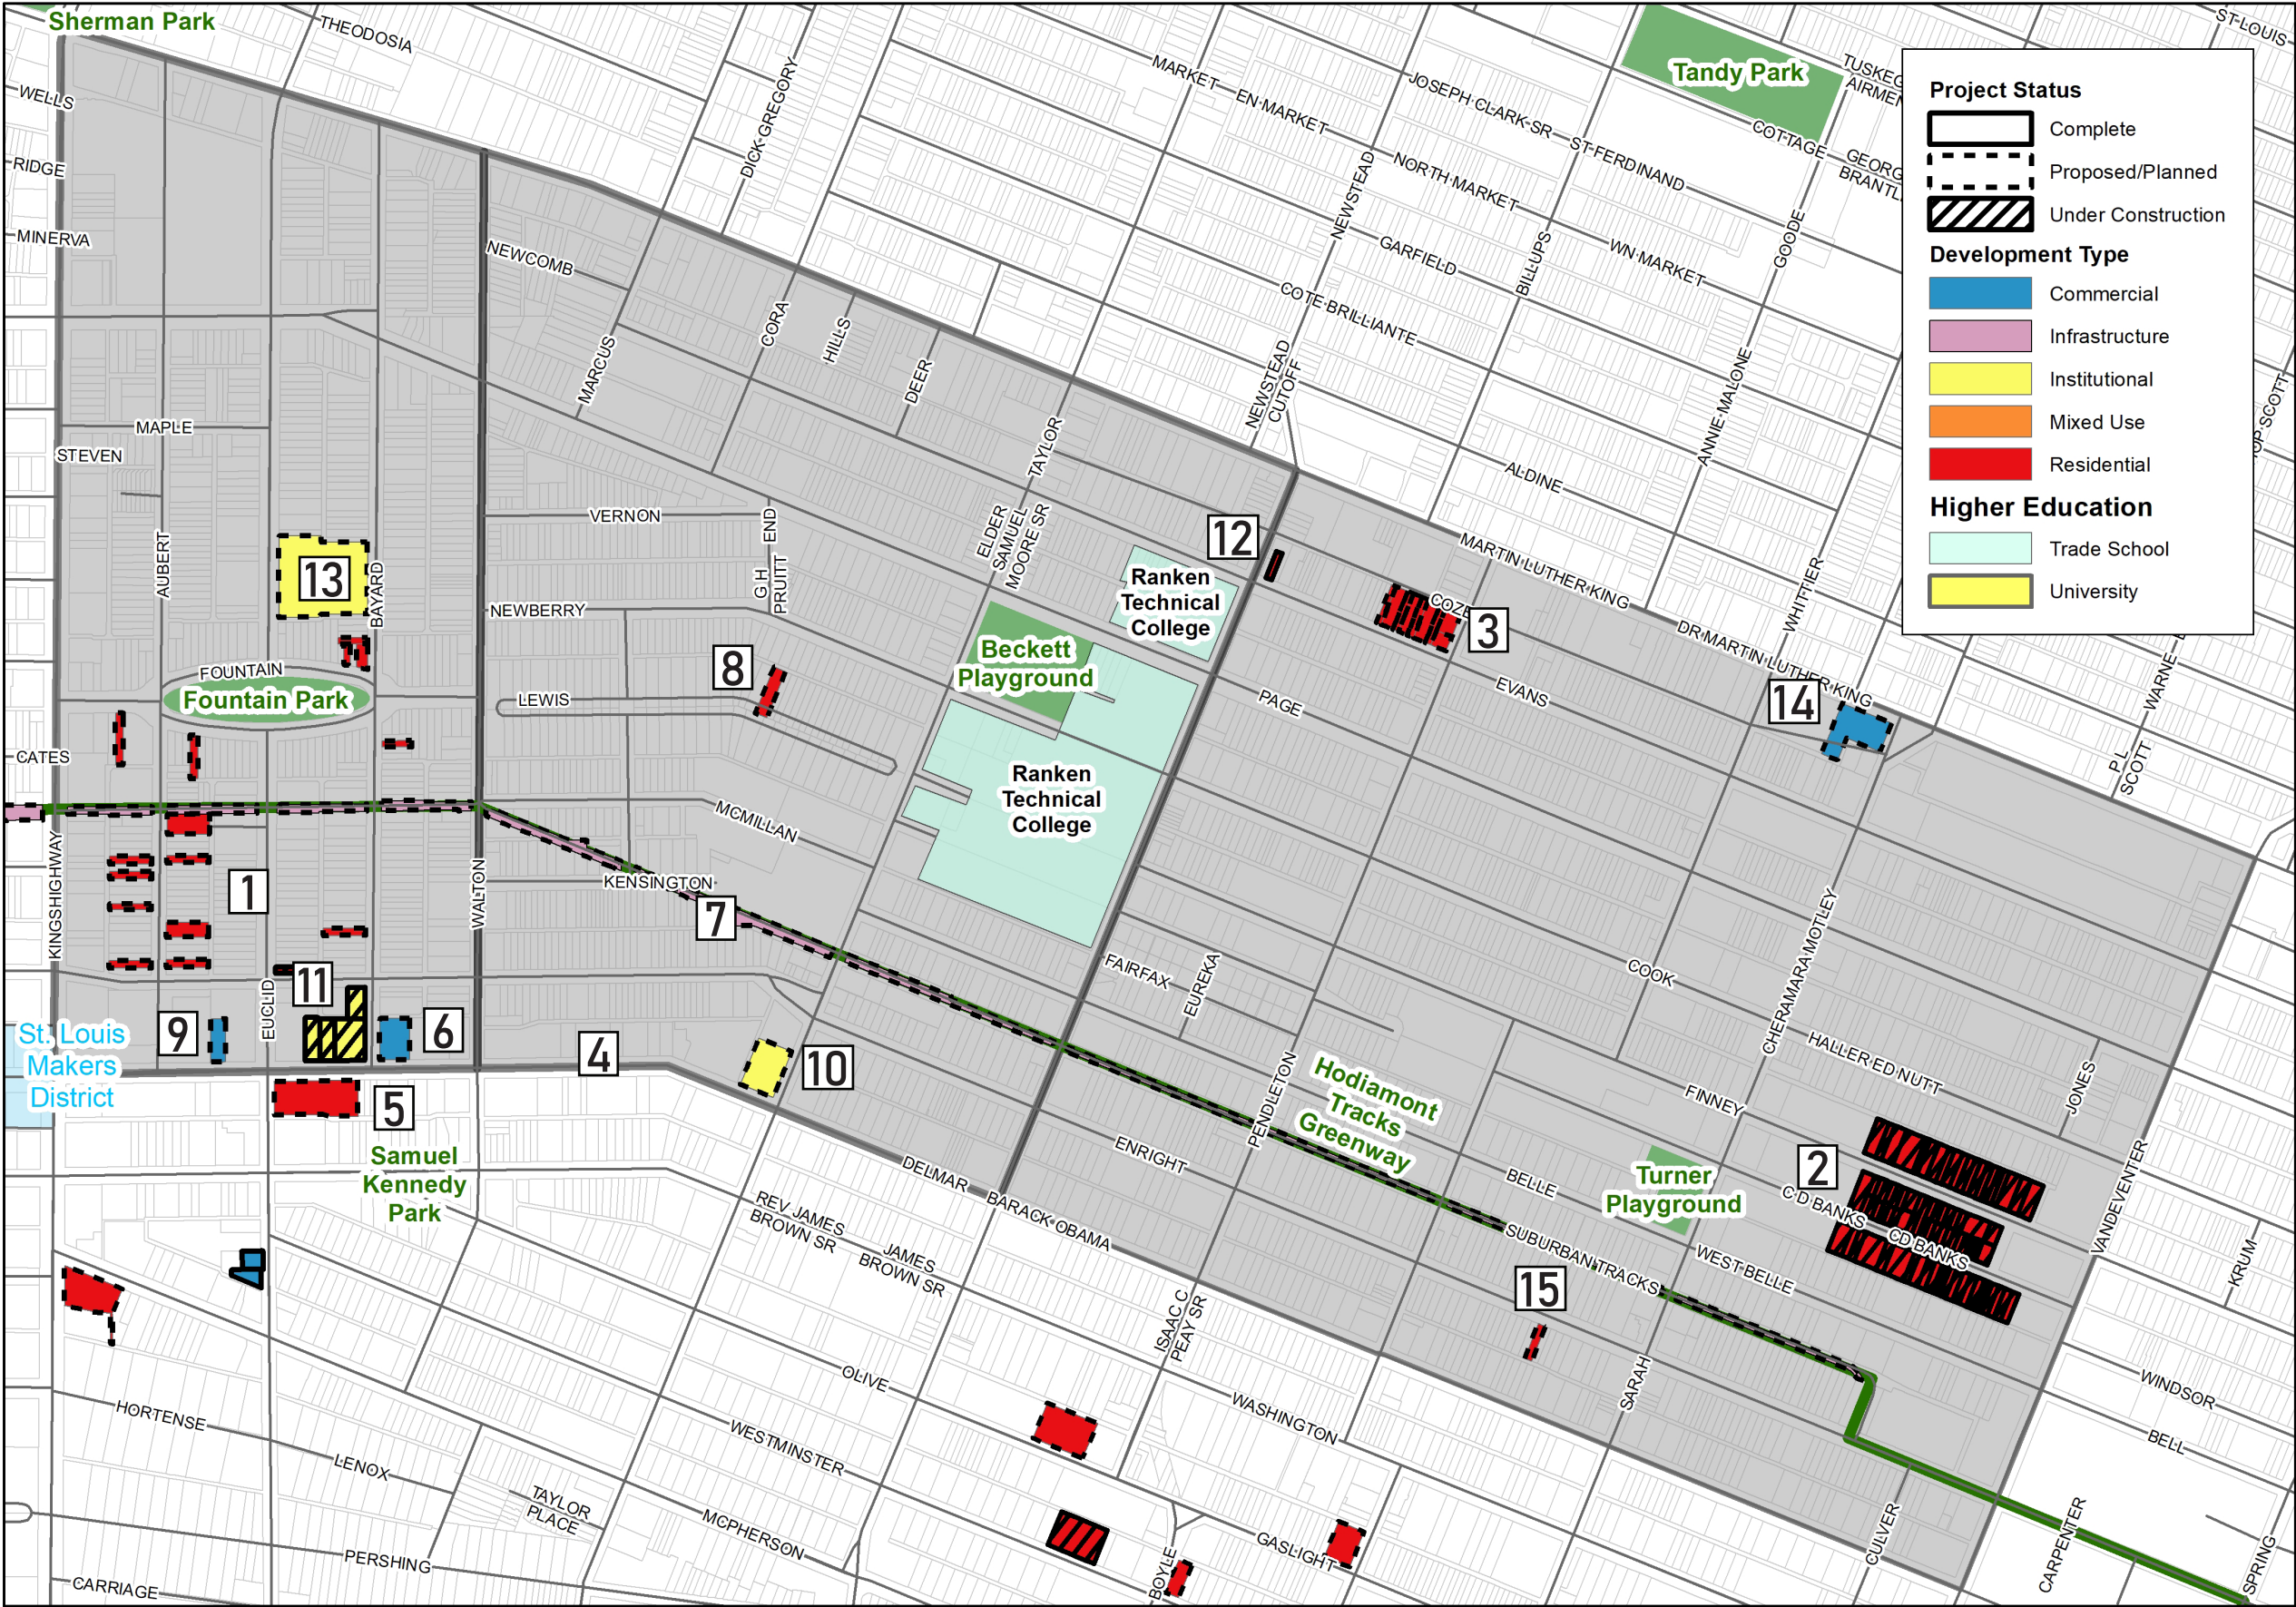 Sherman Park
THEODOSIA
WELLS
RIDGE
MINERVA
DICK GREGORY
MARKET
EN MARKET
JOSEPH CLARK SR
ST FERDINAND
NORTH MARKET
GARFIELD
WN MARKET
COTE BRILLIANTE
NEWSTEAD
BILLUPS
GOODE
Tandy Park
COTTAGE
TUSKEG
AIRMEN
GEORG
BRANTL
ST LOUIS
Project Status
Complete
Proposed/Planned
Under Construction
Development Type
Commercial
Infrastructure
Institutional
Mixed Use
Residential
Higher Education
Trade School
University
OP SCOTT
NEWCOMB
MARCUS
CORA
HILLS
DEER
TAYLOR
NEWSTEAD
CUTOFF
ANNIE MALONE
ALDINE
MAPLE
STEVEN
AUBERT
BAYARD
VERNON
END
G H
PRUITT
NEWBERRY
ELDER
SAMUEL
MOORE SR
12
Ranken
Technical
College
MARTIN LUTHER KING
WHITTIER
DR MARTIN LUTHER KING
WARNE
P L
SCOTT
13
COZE
3
14
EVANS
PAGE
FOUNTAIN
Fountain Park
8
LEWIS
Beckett
Playground
Ranken
Technical
College
CATES
KINGSHIGHWAY
MCMILLAN
KENSINGTON
WALTON
1
7
FAIRFAX
EUREKA
COOK
CHERAMARA MOTLEY
HALLER ED NUTT
JONES
11
EUCLID
9
6
4
10
5
St. Louis
Makers
District
Samuel
Kennedy
Park
PENDLETON
Hodiamont
Tracks
Greenway
FINNEY
ENRIGHT
BELLE
Turner
Playground
2
C D BANKS
CD BANKS
VANDEVENTER
KRUM
DELMAR
BARACK OBAMA
REV JAMES
BROWN SR
JAMES
BROWN SR
SUBURBAN TRACKS
WEST BELLE
15
ISAAC C
PEAY SR
SARAH
OLIVE
WASHINGTON
WINDSOR
BELL
HORTENSE
LENOX
TAYLOR
PLACE
WESTMINSTER
MCPHERSON
PERSHING
CARRIAGE
BOYLE
GASLIGHT
CULVER
CARPENTER
SPRING